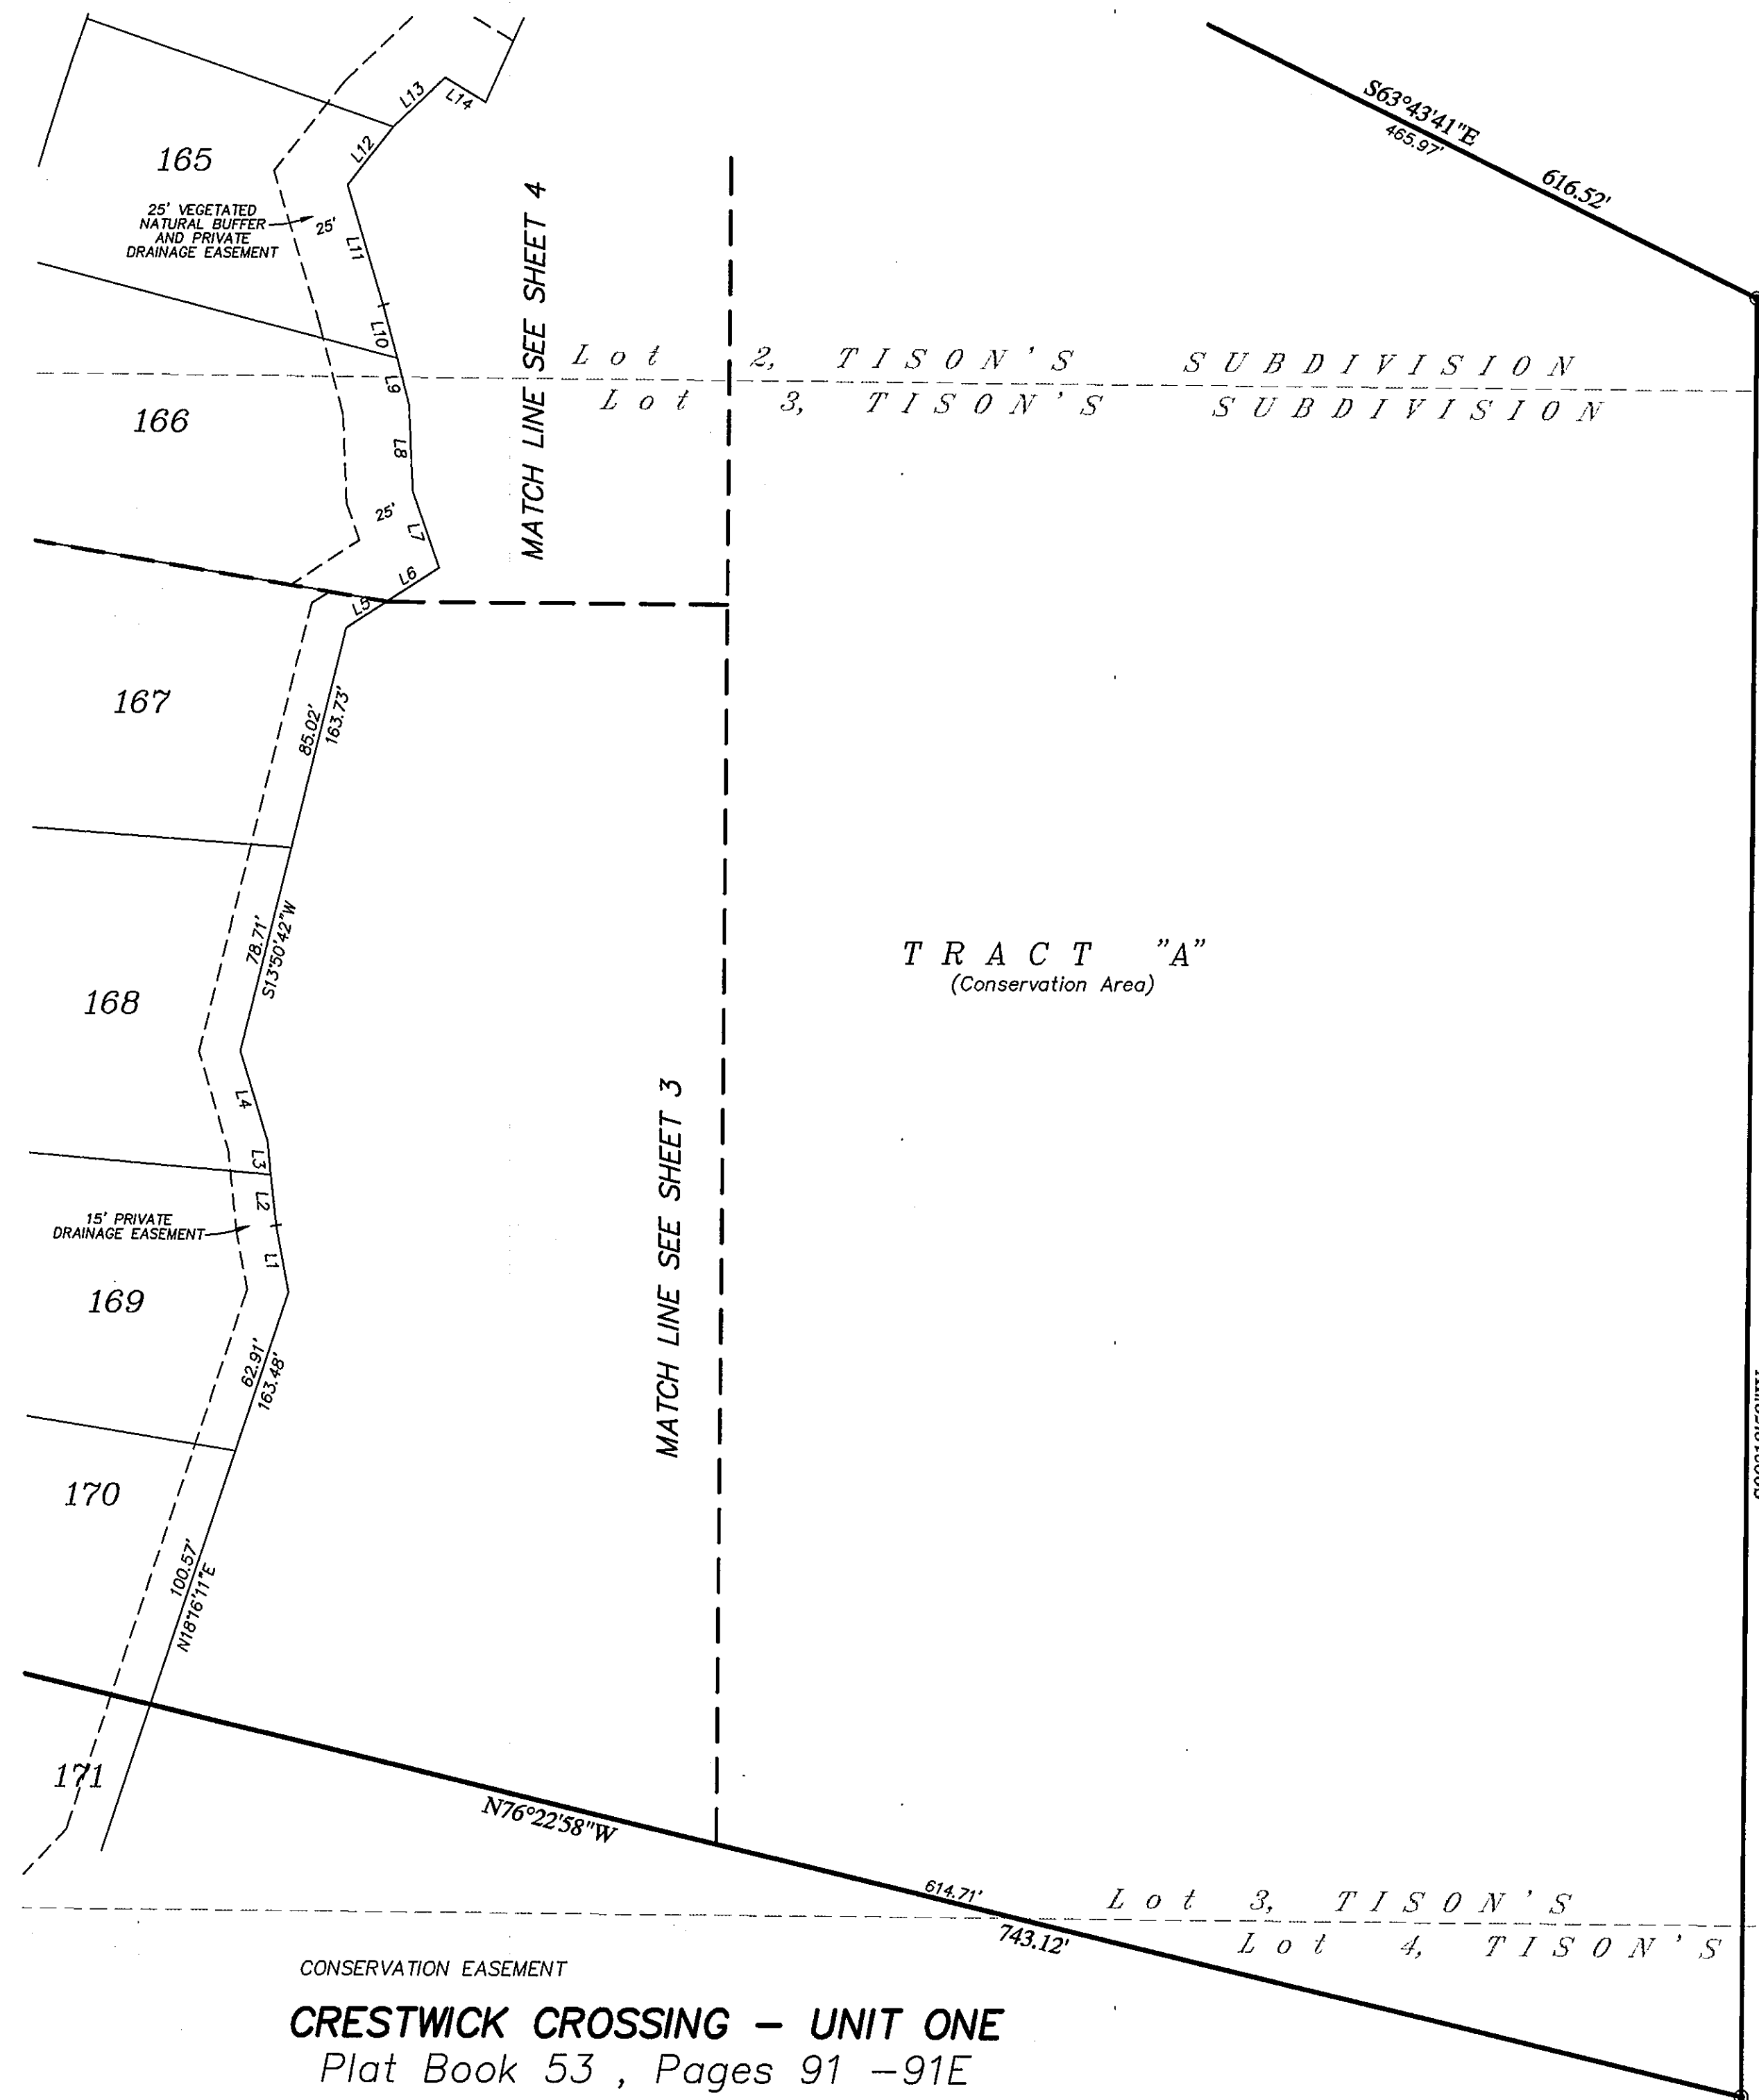 S63°43'41"E
465.97'
616.52'
L13
L14
L12
165
25' VEGETATED
NATURAL BUFFER
AND PRIVATE
DRAINAGE EASEMENT
25'
L11
L10
MATCH LINE SEE SHEET 4
Lot 2, TISON'S SUBDIVISION
Lot 3, TISON'S SUBDIVISION
L9
166
L8
25'
L7
L6
L5
167
85.02'
163.73'
78.71'
S13°50'42"W
TRACT "A"
(Conservation Area)
168
L4
MATCH LINE SEE SHEET 3
L3
L2
15' PRIVATE
DRAINAGE EASEMENT
L1
169
62.91'
163.48'
170
100.57'
N18°16'11"E
171
N76°22'58"W
614.71'
743.12'
Lot 3, TISON'S
Lot 4, TISON'S
CONSERVATION EASEMENT
CRESTWICK CROSSING – UNIT ONE
Plat Book 53 , Pages 91 –91E